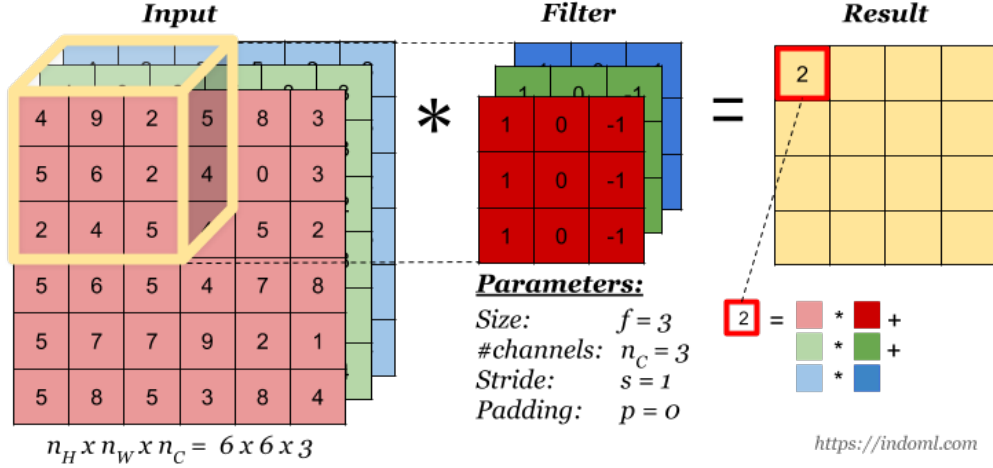 Input
Filter
Result
4 9 2 5 8 3
5 6 2 4 0 3
2 4 5 5 2
5 6 5 4 7 8
5 7 7 9 2 1
5 8 5 3 8 4
n_H x n_W x n_C = 6 x 6 x 3
*
1 0 -1
1 0 -1
1 0 -1
1 0 -1
=
2
Parameters:
Size: f = 3
#channels: n_C = 3
Stride: s = 1
Padding: p = 0
2 = * +
* +
*
https://indoml.com